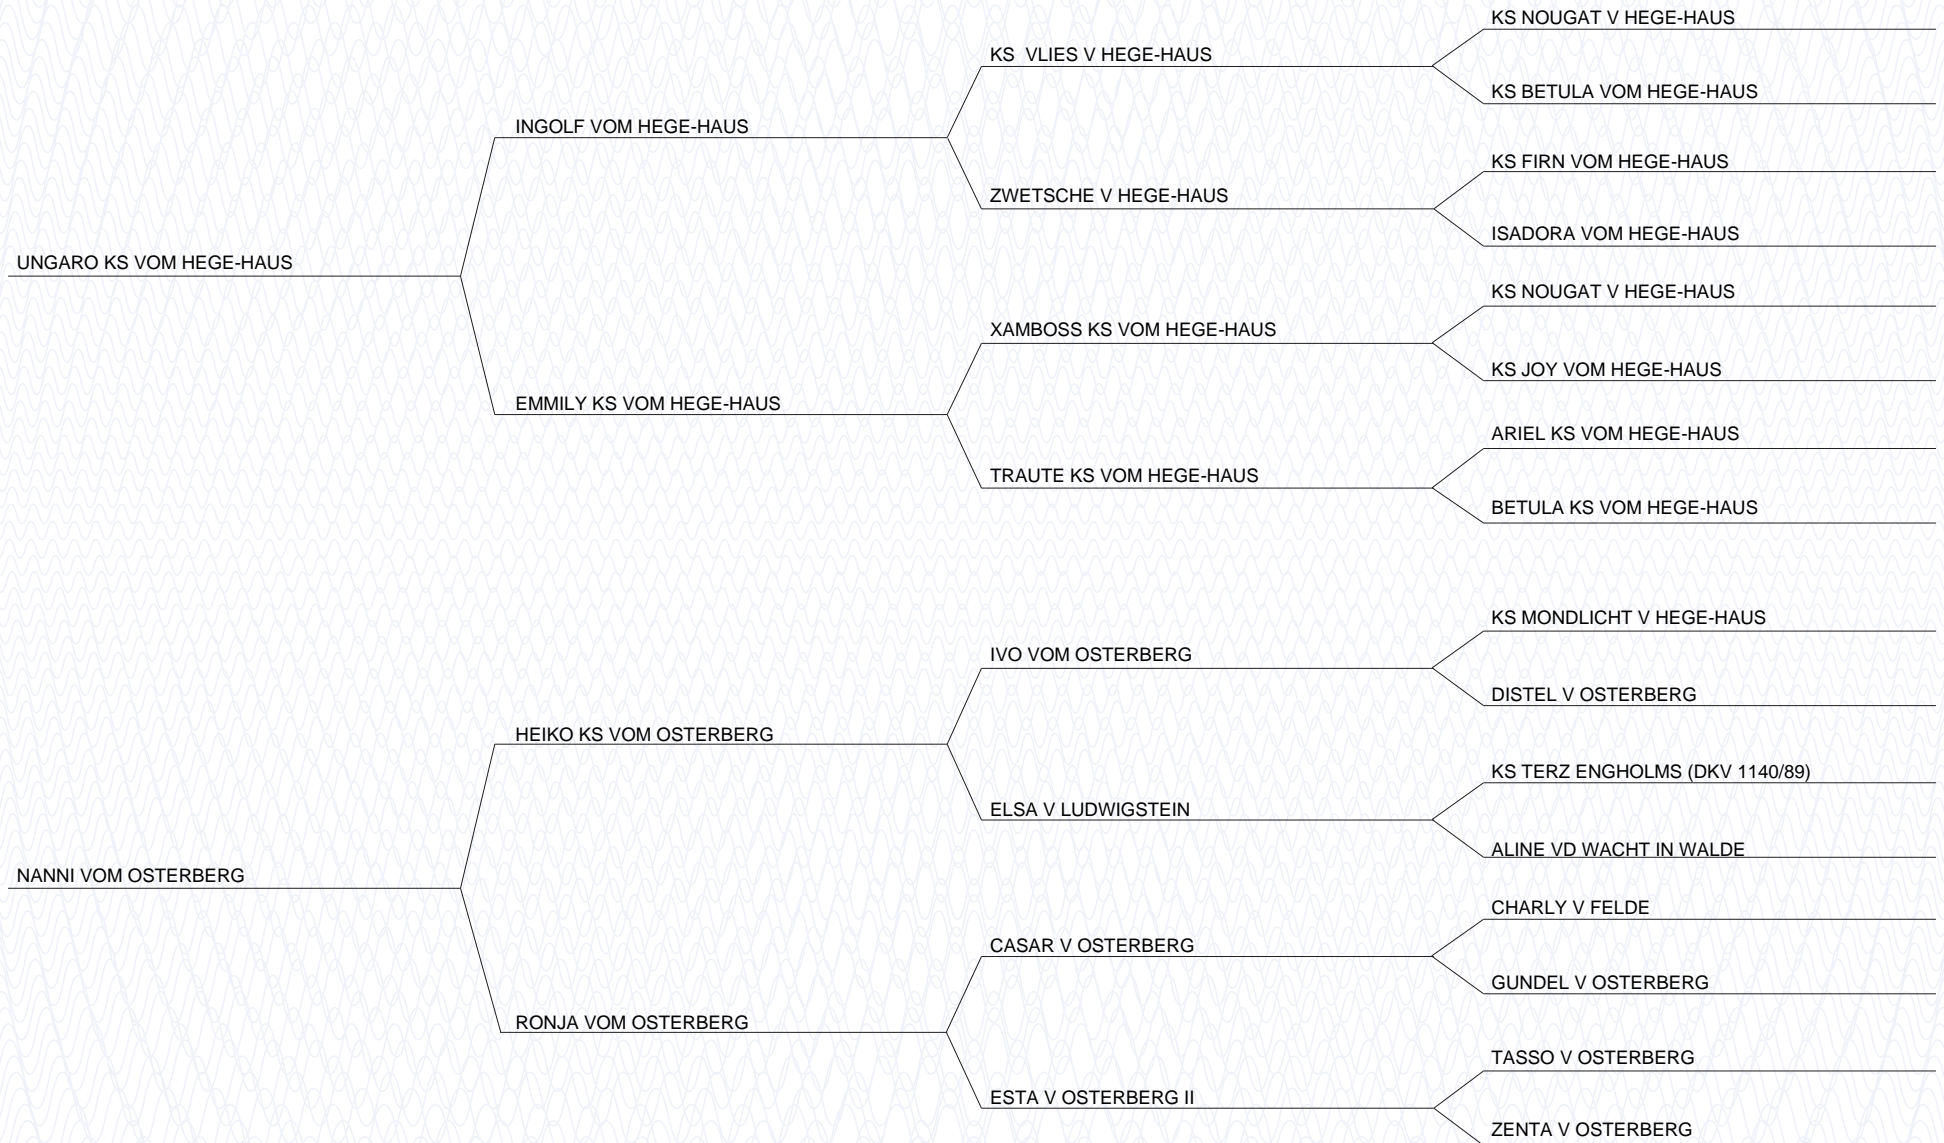 KS NOUGAT V HEGE-HAUS
KS  VLIES V HEGE-HAUS
KS BETULA VOM HEGE-HAUS
INGOLF VOM HEGE-HAUS
KS FIRN VOM HEGE-HAUS
ZWETSCHE V HEGE-HAUS
ISADORA VOM HEGE-HAUS
UNGARO KS VOM HEGE-HAUS
KS NOUGAT V HEGE-HAUS
XAMBOSS KS VOM HEGE-HAUS
KS JOY VOM HEGE-HAUS
EMMILY KS VOM HEGE-HAUS
ARIEL KS VOM HEGE-HAUS
TRAUTE KS VOM HEGE-HAUS
BETULA KS VOM HEGE-HAUS
KS MONDLICHT V HEGE-HAUS
IVO VOM OSTERBERG
DISTEL V OSTERBERG
HEIKO KS VOM OSTERBERG
KS TERZ ENGHOLMS (DKV 1140/89)
ELSA V LUDWIGSTEIN
ALINE VD WACHT IN WALDE
NANNI VOM OSTERBERG
CHARLY V FELDE
CASAR V OSTERBERG
GUNDEL V OSTERBERG
RONJA VOM OSTERBERG
TASSO V OSTERBERG
ESTA V OSTERBERG II
ZENTA V OSTERBERG